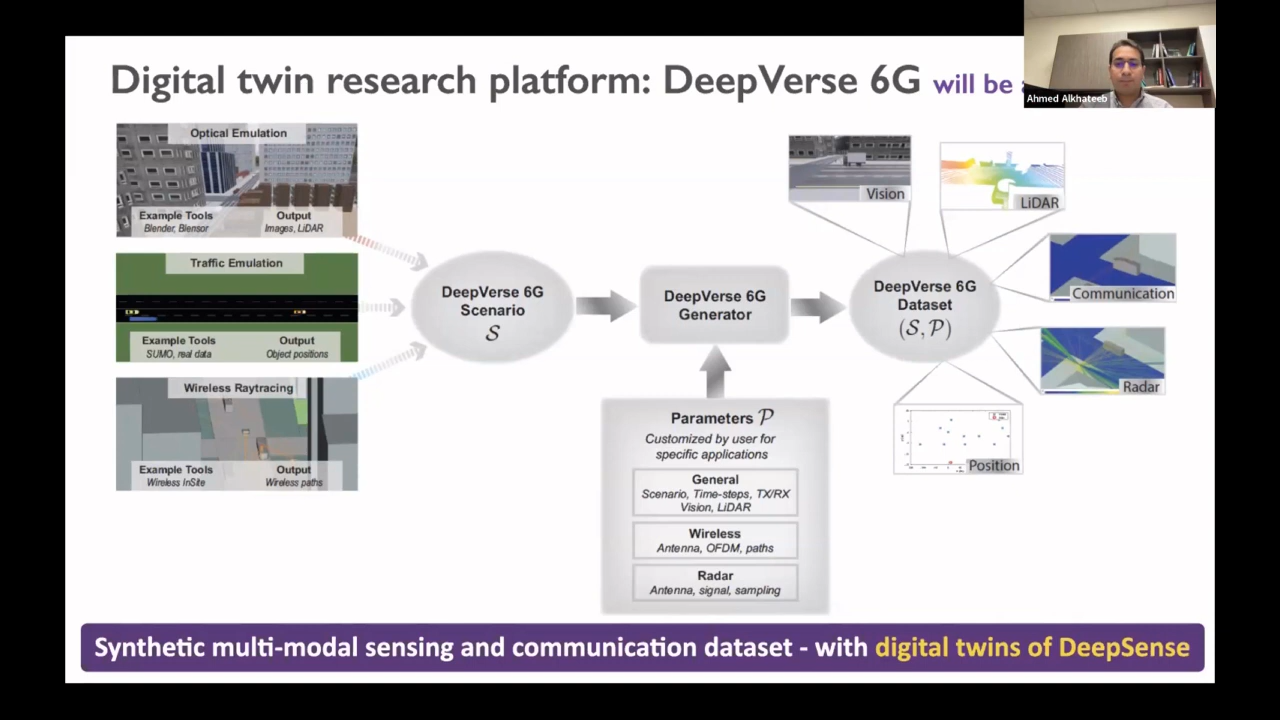 Digital twin research platform: DeepVerse 6G will be
Ahmed Alkhateeb
Optical Emulation
Example Tools
Blender, Blensor
Output
Images, LiDAR
Traffic Emulation
Example Tools
SUMO, real data
Output
Object positions
Wireless Raytracing
Example Tools
Wireless InSite
Output
Wireless paths
DeepVerse 6G
Scenario
𝒮
DeepVerse 6G
Generator
Parameters 𝒫
Customized by user for
specific applications
General
Scenario, Time-steps, TX/RX
Vision, LiDAR
Wireless
Antenna, OFDM, paths
Radar
Antenna, signal, sampling
DeepVerse 6G
Dataset
(𝒮, 𝒫)
Vision
LiDAR
Communication
Radar
Position
Synthetic multi-modal sensing and communication dataset - with digital twins of DeepSense